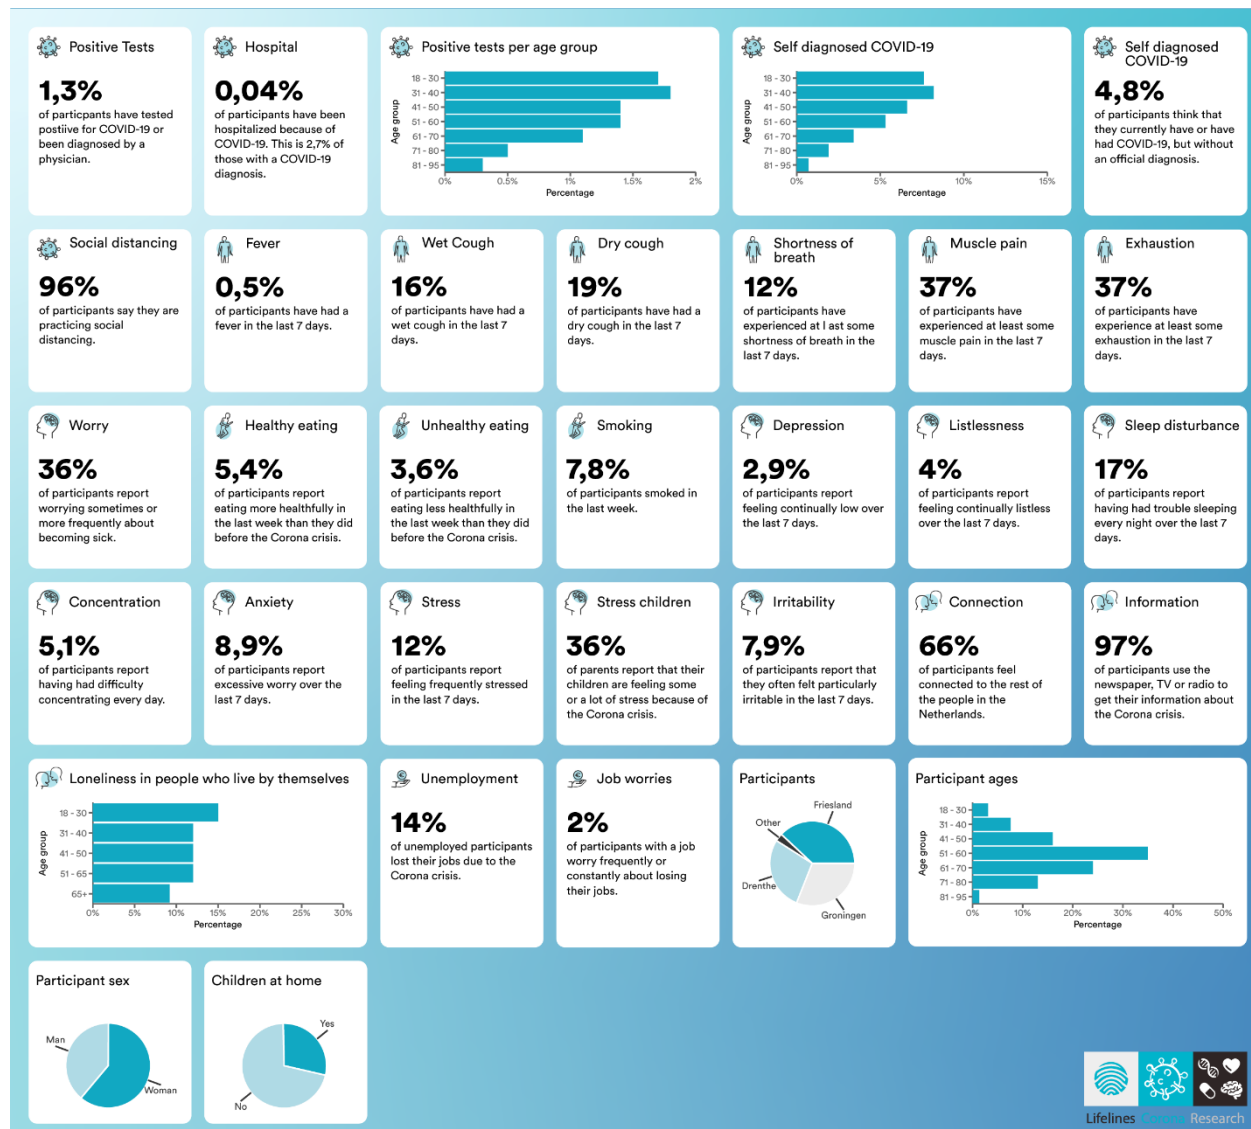 Positive Tests
1,3%
of particpants have tested
postiive for COVID-19 or
been diagnosed by a
physician.
Hospital
0,04%
of participants have been
hospitalized because of
COVID-19. This is 2,7% of
those with a COVID-19
diagnosis.
Positive tests per age group
Age group
18 - 30
31 - 40
41 - 50
51 - 60
61 - 70
71 - 80
81 - 95
0%
0.5%
1%
1.5%
2%
Percentage
Self diagnosed COVID-19
Age group
18 - 30
31 - 40
41 - 50
51 - 60
61 - 70
71 - 80
81 - 95
0%
5%
10%
15%
Percentage
Self diagnosed
COVID-19
4,8%
of participants think that
they currently have or have
had COVID-19, but without
an official diagnosis.
Social distancing
96%
of participants say they are
practicing social
distancing.
Fever
0,5%
of participants have had a
fever in the last 7 days.
Wet Cough
16%
of participants have had a
wet cough in the last 7
days.
Dry cough
19%
of participants have had a
dry cough in the last 7
days.
Shortness of
breath
12%
of participants have
experienced at l ast some
shortness of breath in the
last 7 days.
Muscle pain
37%
of participants have
experienced at least some
muscle pain in the last 7
days.
Exhaustion
37%
of participants have
experience at least some
exhaustion in the last 7
days.
Worry
36%
of participants report
worrying sometimes or
more frequently about
becoming sick.
Healthy eating
5,4%
of participants report
eating more healthfully in
the last week than they did
before the Corona crisis.
Unhealthy eating
3,6%
of participants report
eating less healthfully in
the last week than they did
before the Corona crisis.
Smoking
7,8%
of participants smoked in
the last week.
Depression
2,9%
of participants report
feeling continually low over
the last 7 days.
Listlessness
4%
of participants report
feeling continually listless
over the last 7 days.
Sleep disturbance
17%
of participants report
having had trouble sleeping
every night over the last 7
days.
Concentration
5,1%
of participants report
having had difficulty
concentrating every day.
Anxiety
8,9%
of participants report
excessive worry over the
last 7 days.
Stress
12%
of participants report
feeling frequently stressed
in the last 7 days.
Stress children
36%
of parents report that their
children are feeling some
or a lot of stress because of
the Corona crisis.
Irritability
7,9%
of participants report that
they often felt particularly
irritable in the last 7 days.
Connection
66%
of participants feel
connected to the rest of
the people in the
Netherlands.
Information
97%
of participants use the
newspaper, TV or radio to
get their information about
the Corona crisis.
Loneliness in people who live by themselves
Age group
18 - 30
31 - 40
41 - 50
51 - 65
65+
0%
5%
10%
15%
20%
25%
30%
Percentage
Unemployment
14%
of unemployed participants
lost their jobs due to the
Corona crisis.
Job worries
2%
of participants with a job
worry frequently or
constantly about losing
their jobs.
Participants
Friesland
Other
Drenthe
Groningen
Participant ages
Age group
18 - 30
31 - 40
41 - 50
51 - 60
61 - 70
71 - 80
81 - 95
0%
10%
20%
30%
40%
50%
Percentage
Participant sex
Man
Woman
Children at home
Yes
No
Lifelines Corona Research